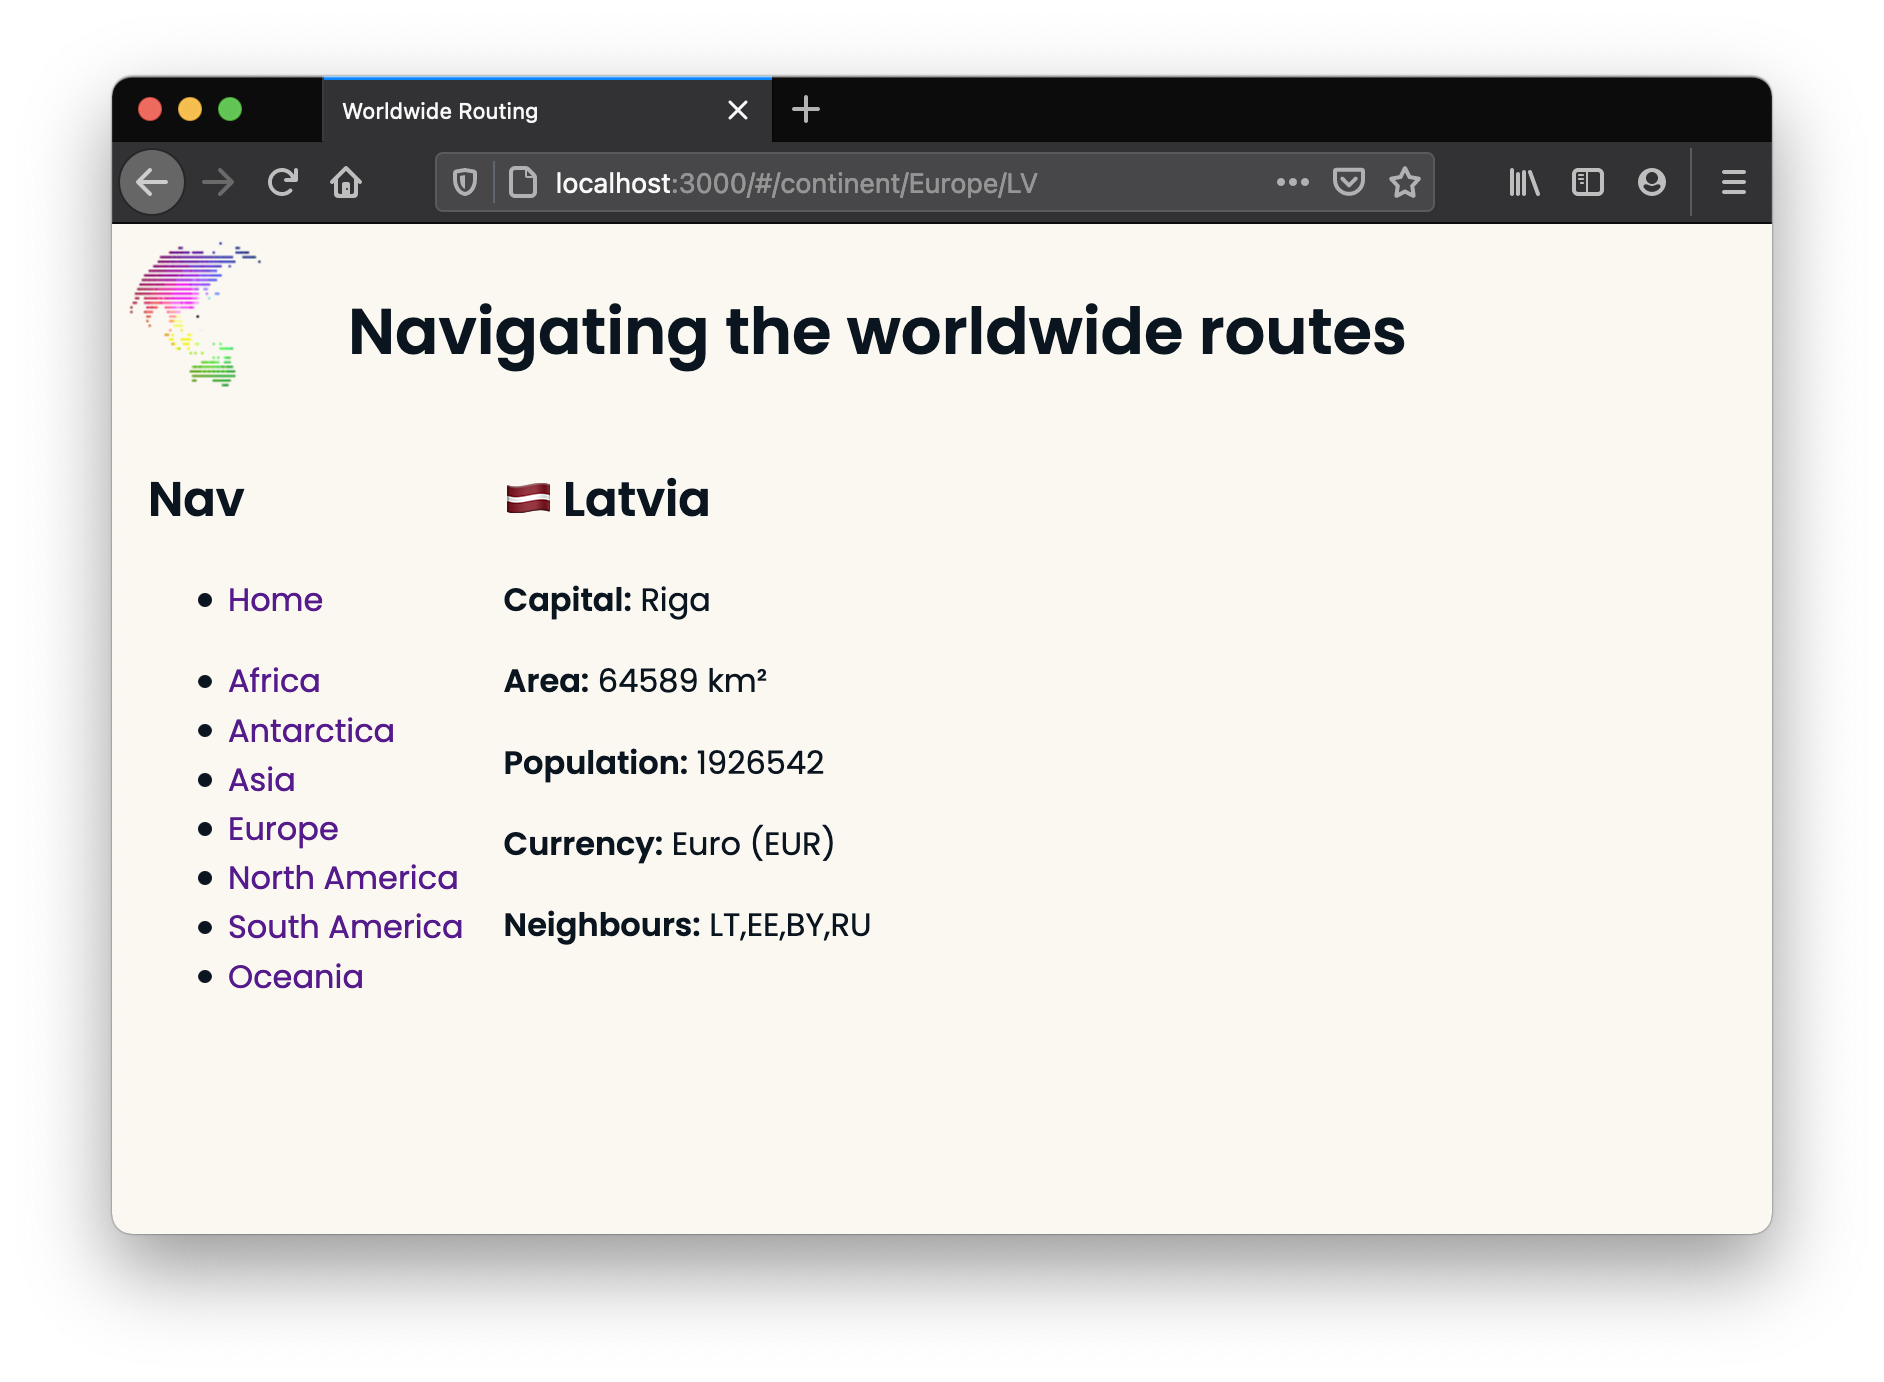 Worldwide Routing
localhost:3000/#/continent/Europe/LV
Navigating the worldwide routes
Nav
Home
Africa
Antarctica
Asia
Europe
North America
South America
Oceania
Latvia
Capital: Riga
Area: 64589 km²
Population: 1926542
Currency: Euro (EUR)
Neighbours: LT,EE,BY,RU